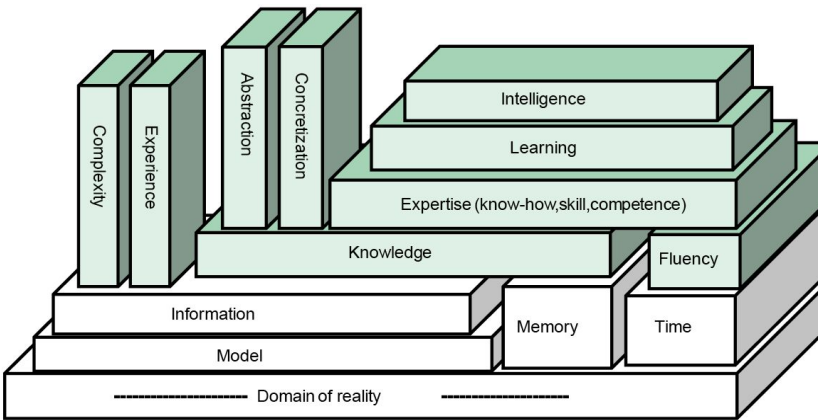 Complexity
Experience
Abstraction
Concretization
Intelligence
Learning
Expertise (know-how,skill,competence)
Knowledge
Fluency
Information
Memory
Time
Model
Domain of reality